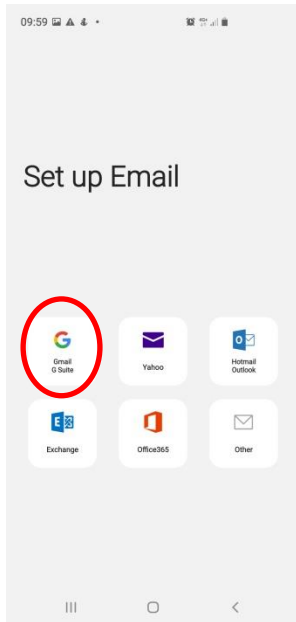 09:59
Set up Email
Gmail
G Suite
Yahoo
Hotmail
Outlook
Exchange
Office365
Other